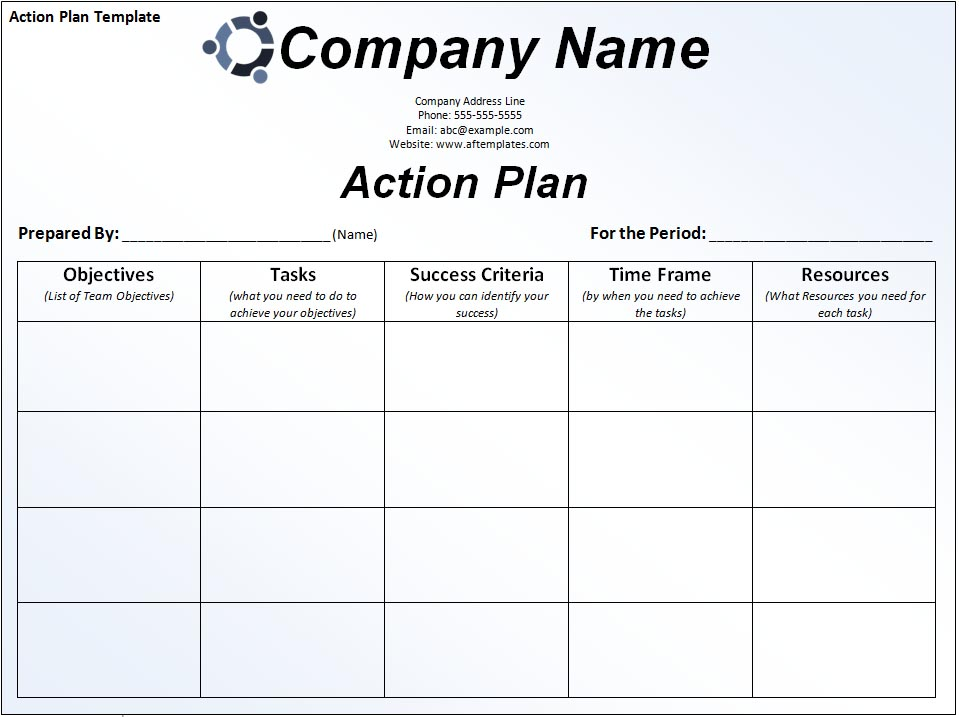 Action Plan Template
Company Name
Company Address Line
Phone: 555-555-5555
Email: abc@example.com
Website: www.aftemplates.com
Action Plan
Prepared By: __________________________(Name) For the Period: ____________________________
Objectives Tasks Success Criteria Time Frame Resources
(List of Team Objectives) (what you need to do to (How you can identify your (by when you need to achieve (What Resources you need for
achieve your objectives) success) the tasks) each task)